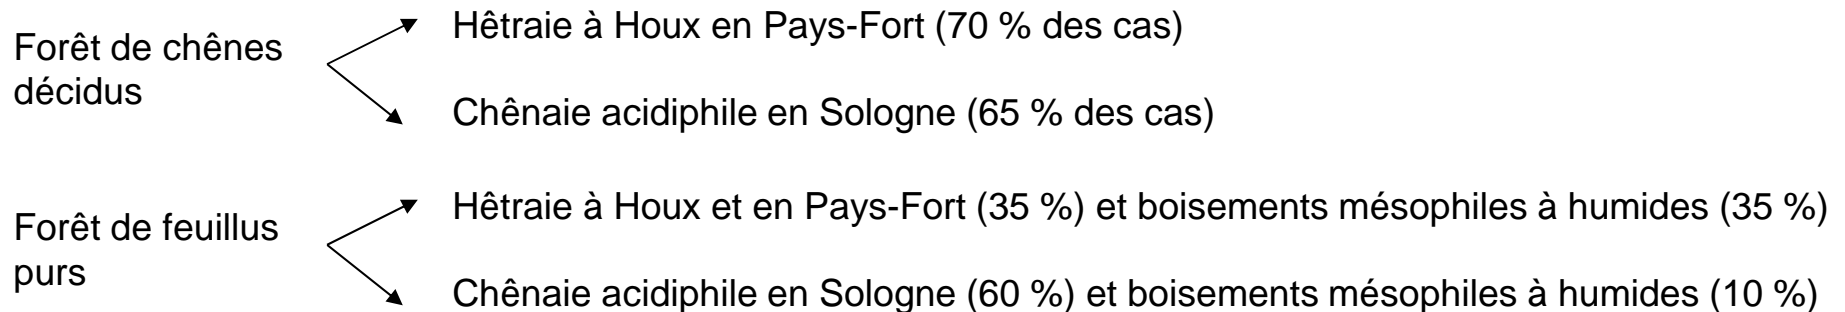 Forêt de chênes
décidus
Hêtraie à Houx en Pays-Fort (70 % des cas)
Chênaie acidiphile en Sologne (65 % des cas)
Forêt de feuillus
purs
Hêtraie à Houx et en Pays-Fort (35 %) et boisements mésophiles à humides (35 %)
Chênaie acidiphile en Sologne (60 %) et boisements mésophiles à humides (10 %)